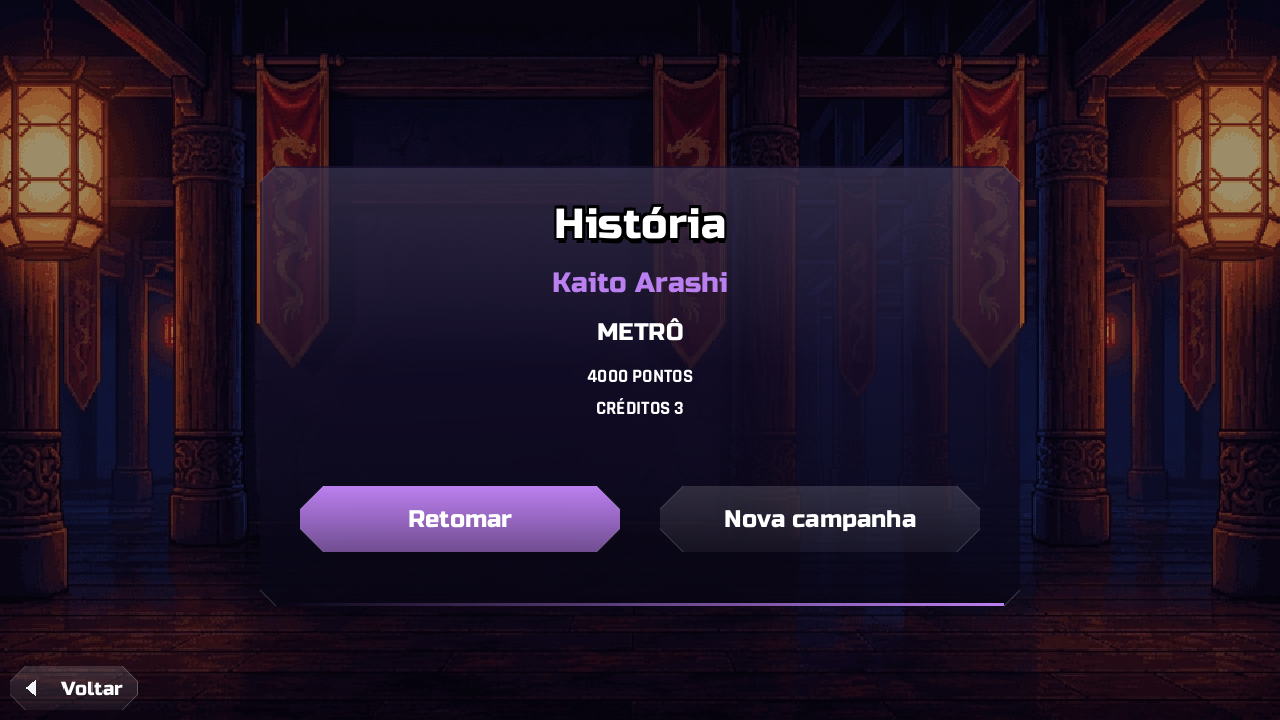 História
Kaito Arashi
METRÔ
4000 PONTOS
CRÉDITOS 3
Retomar
Nova campanha
Voltar